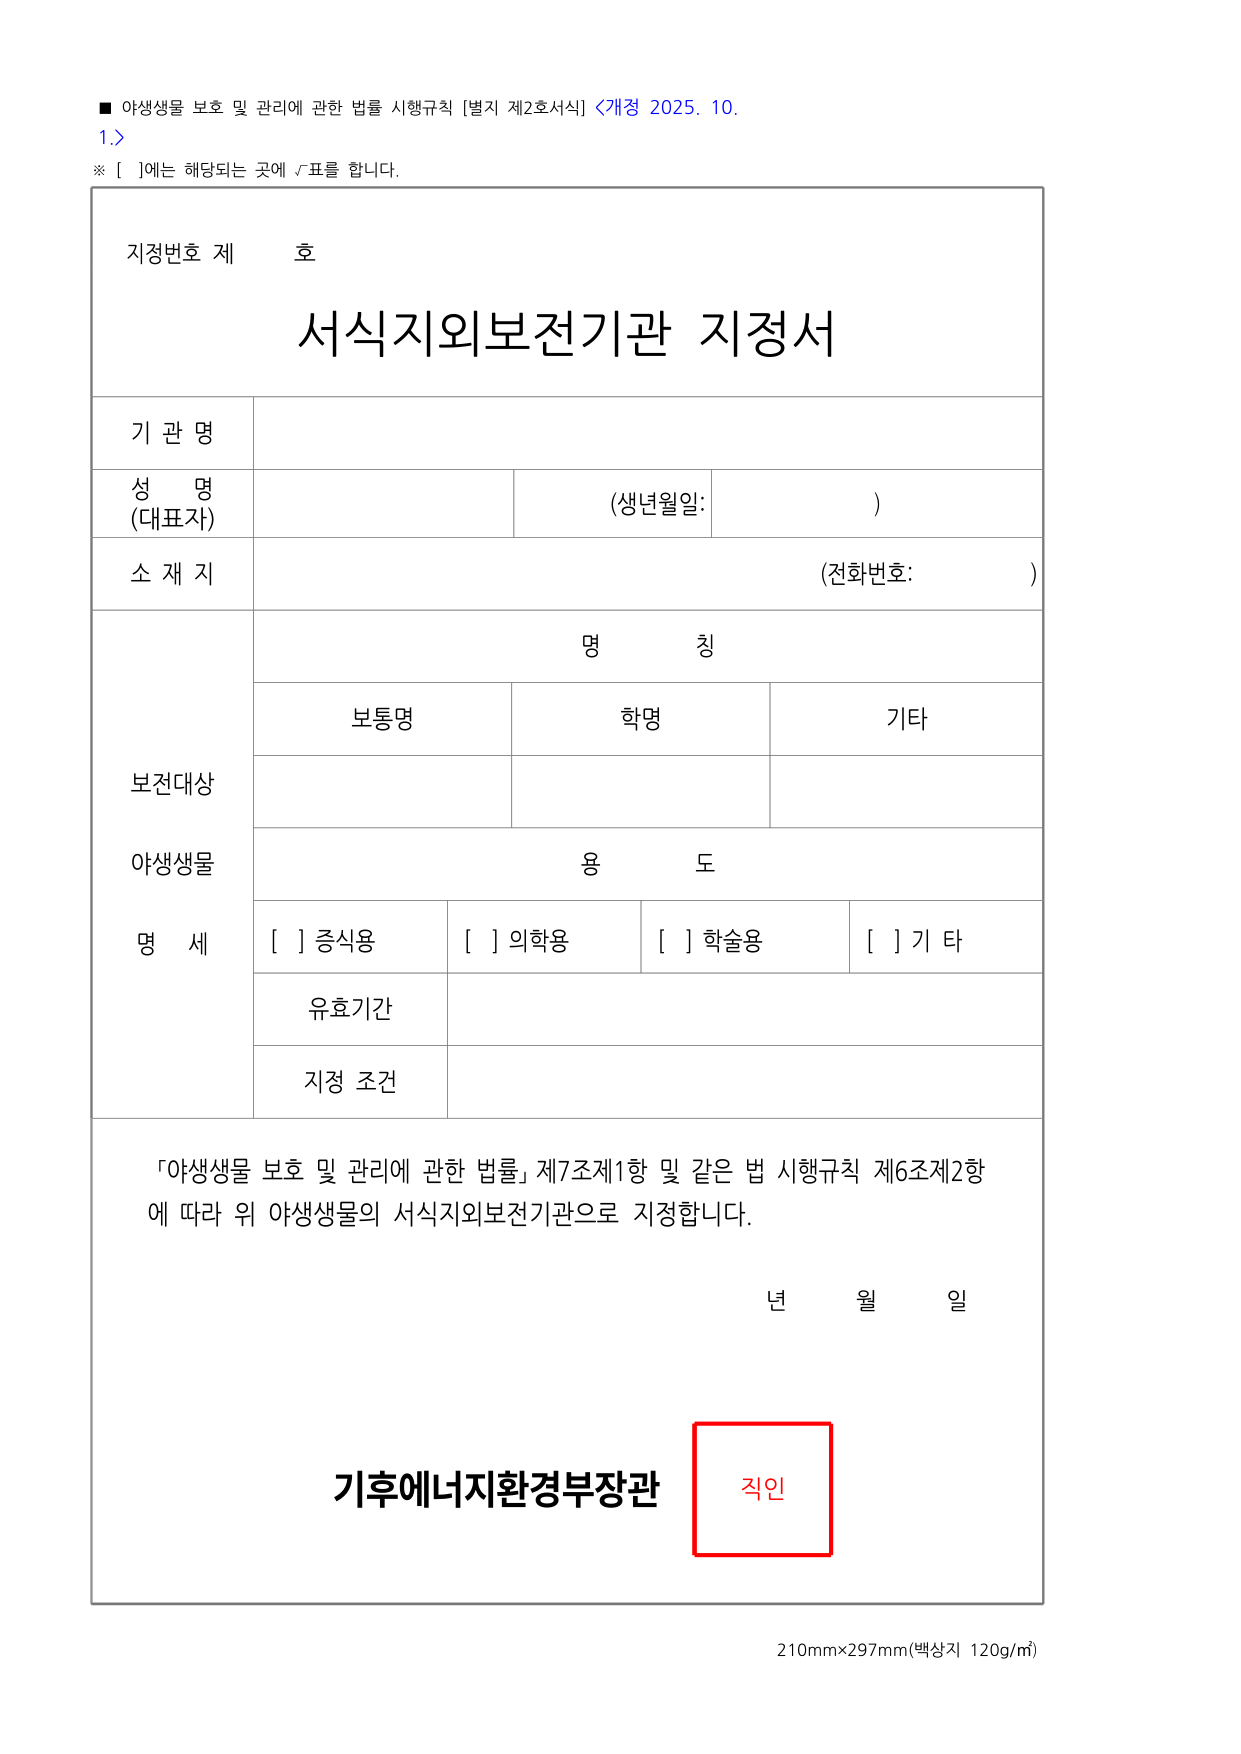 ■ 야생생물 보호 및 관리에 관한 법률 시행규칙 [별지 제2호서식] <개정 2025. 10.
1.>
※ [  ]에는 해당되는 곳에 √표를 합니다.
지정번호 제   호
서식지외보전기관 지정서
기 관 명
성   명
(대표자)
(생년월일:   )
소 재 지
(전화번호:   )
명   칭
보통명   학명   기타
보전대상
야생생물
명  세
용   도
[  ] 증식용   [  ] 의학용   [  ] 학술용   [  ] 기 타
유효기간
지정 조건
「야생생물 보호 및 관리에 관한 법률」제7조제1항 및 같은 법 시행규칙 제6조제2항
에 따라 위 야생생물의 서식지외보전기관으로 지정합니다.
년   월   일
기후에너지환경부장관   직인
210mm×297mm(백상지 120g/㎡)